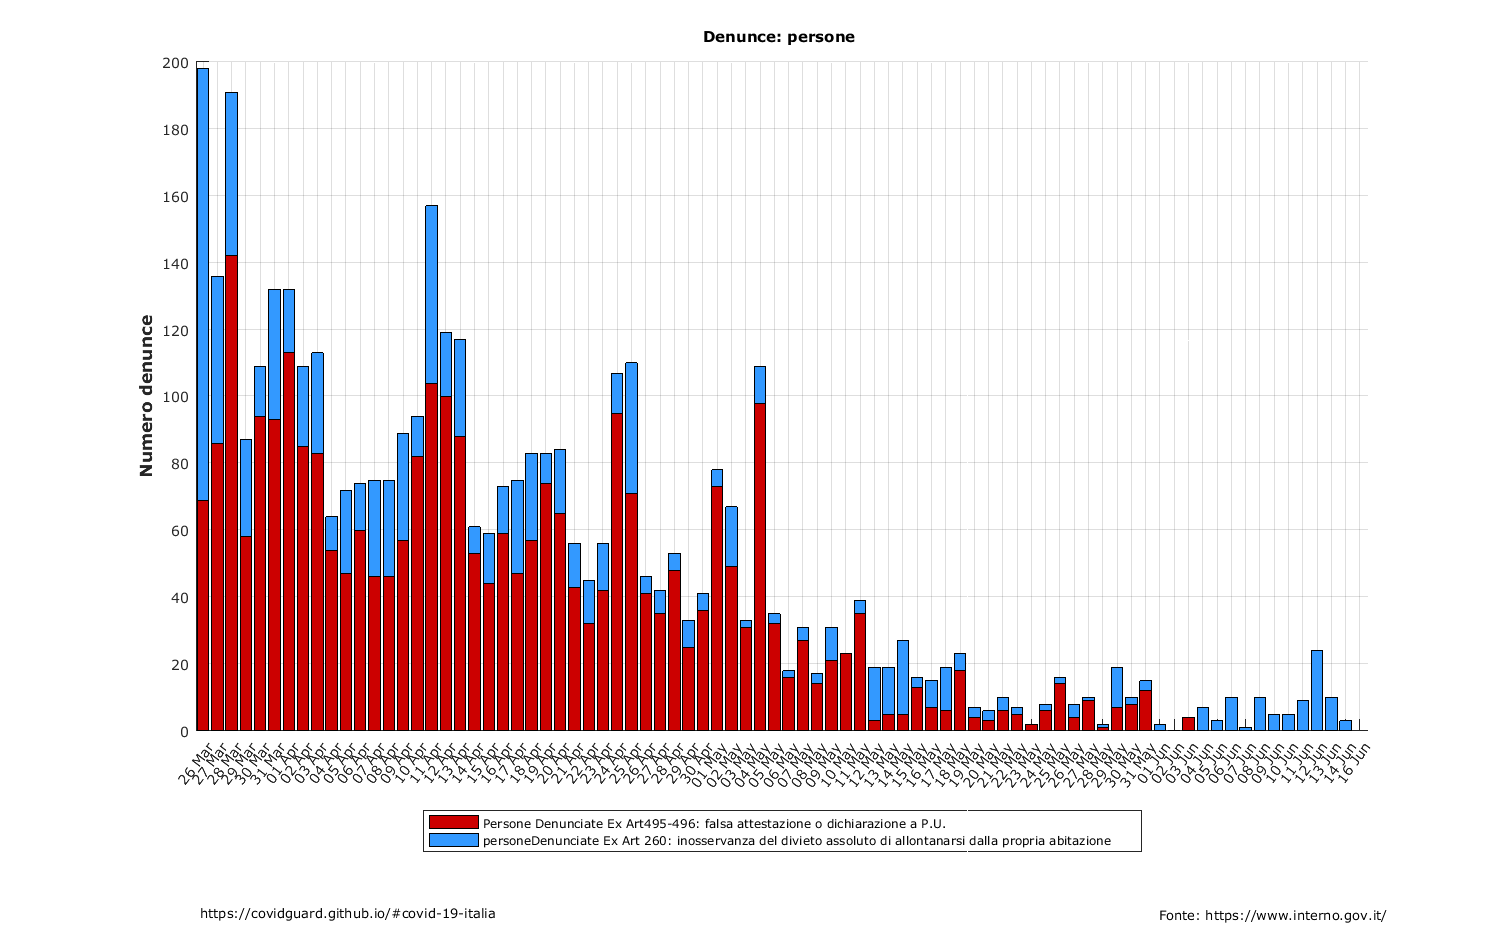 Denunce: persone
Numero denunce
200
180
160
140
120
100
80
60
40
20
0
26 Mar
27 Mar
28 Mar
29 Mar
30 Mar
31 Mar
01 Apr
02 Apr
03 Apr
04 Apr
05 Apr
06 Apr
07 Apr
08 Apr
09 Apr
10 Apr
11 Apr
12 Apr
13 Apr
14 Apr
15 Apr
16 Apr
17 Apr
18 Apr
19 Apr
20 Apr
21 Apr
22 Apr
23 Apr
24 Apr
25 Apr
26 Apr
27 Apr
28 Apr
29 Apr
30 Apr
01 May
02 May
03 May
04 May
05 May
06 May
07 May
08 May
09 May
10 May
11 May
12 May
13 May
14 May
15 May
16 May
17 May
18 May
19 May
20 May
21 May
22 May
23 May
24 May
25 May
26 May
27 May
28 May
29 May
30 May
31 May
01 Jun
02 Jun
03 Jun
04 Jun
05 Jun
06 Jun
07 Jun
08 Jun
09 Jun
10 Jun
11 Jun
12 Jun
13 Jun
14 Jun
16 Jun
Persone Denunciate Ex Art495-496: falsa attestazione o dichiarazione a P.U.
personeDenunciate Ex Art 260: inosservanza del divieto assoluto di allontanarsi dalla propria abitazione
https://covidguard.github.io/#covid-19-italia
Fonte: https://www.interno.gov.it/